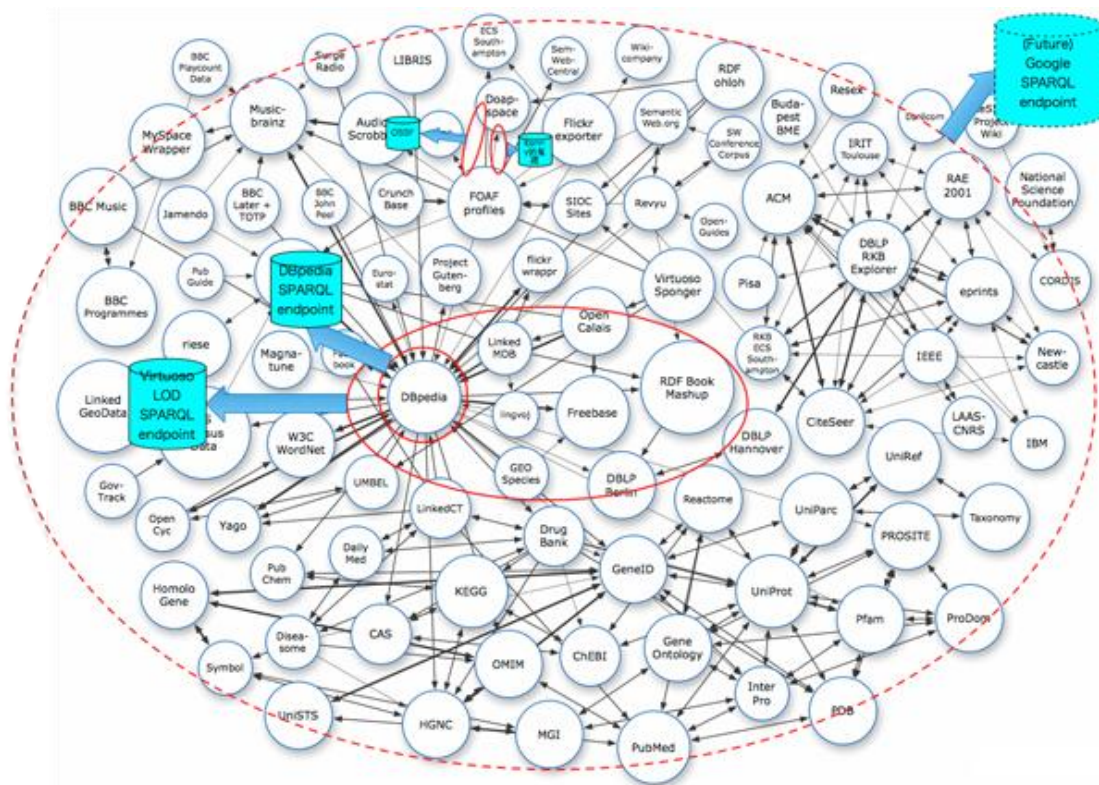 ECS
South-
ampton
BBC
Playcount
Data
Surge
Radio
LIBRIS
Sem-
Web-
Central
Wiki-
company
RDF
ohloh
(Future)
Google
SPARQL
endpoint
Music-
brainz
Doap-
space
Flickr
exporter
Semantic
Web.org
Buda-
pest
BME
Resex
Project
Wiki
MySpace
Wrapper
SW
Conference
Corpus
IRIT
Toulouse
RAE
2001
National
Science
Foundation
BBC Music
Jamendo
BBC
Later +
TOTP
BBC
John
Peel
Crunch
Base
FOAF
profiles
SIOC
Sites
Revyu
Open-
Guides
ACM
DBLP
RKB
Explorer
Pub
Guide
DBpedia
SPARQL
endpoint
Euro-
stat
Project
Guten-
berg
flickr
wrappr
Virtuoso
Sponger
Pisa
eprints
CORDIS
BBC
Programmes
riese
Magna-
tune
Linked
MDB
Open
Calais
RKB
ECS
South-
ampton
IEEE
New-
castle
Linked
GeoData
Virtuoso
LOD
SPARQL
endpoint
Data
W3C
WordNet
DBpedia
lingvoj
Freebase
RDF Book
Mashup
DBLP
Hannover
CiteSeer
LAAS-
CNRS
IBM
Gov-
Track
GEO
Species
DBLP
Berlin
UMBEL
LinkedCT
Reactome
UniRef
Open
Cyc
Yago
Drug
Bank
UniParc
Taxonomy
Daily
Med
PROSITE
Pub
Chem
Homolo
Gene
KEGG
GeneID
UniProt
Pfam
ProDom
Disea-
some
CAS
Symbol
OMIM
ChEBI
Gene
Ontology
Inter
Pro
UniSTS
HGNC
MGI
PubMed
PDB